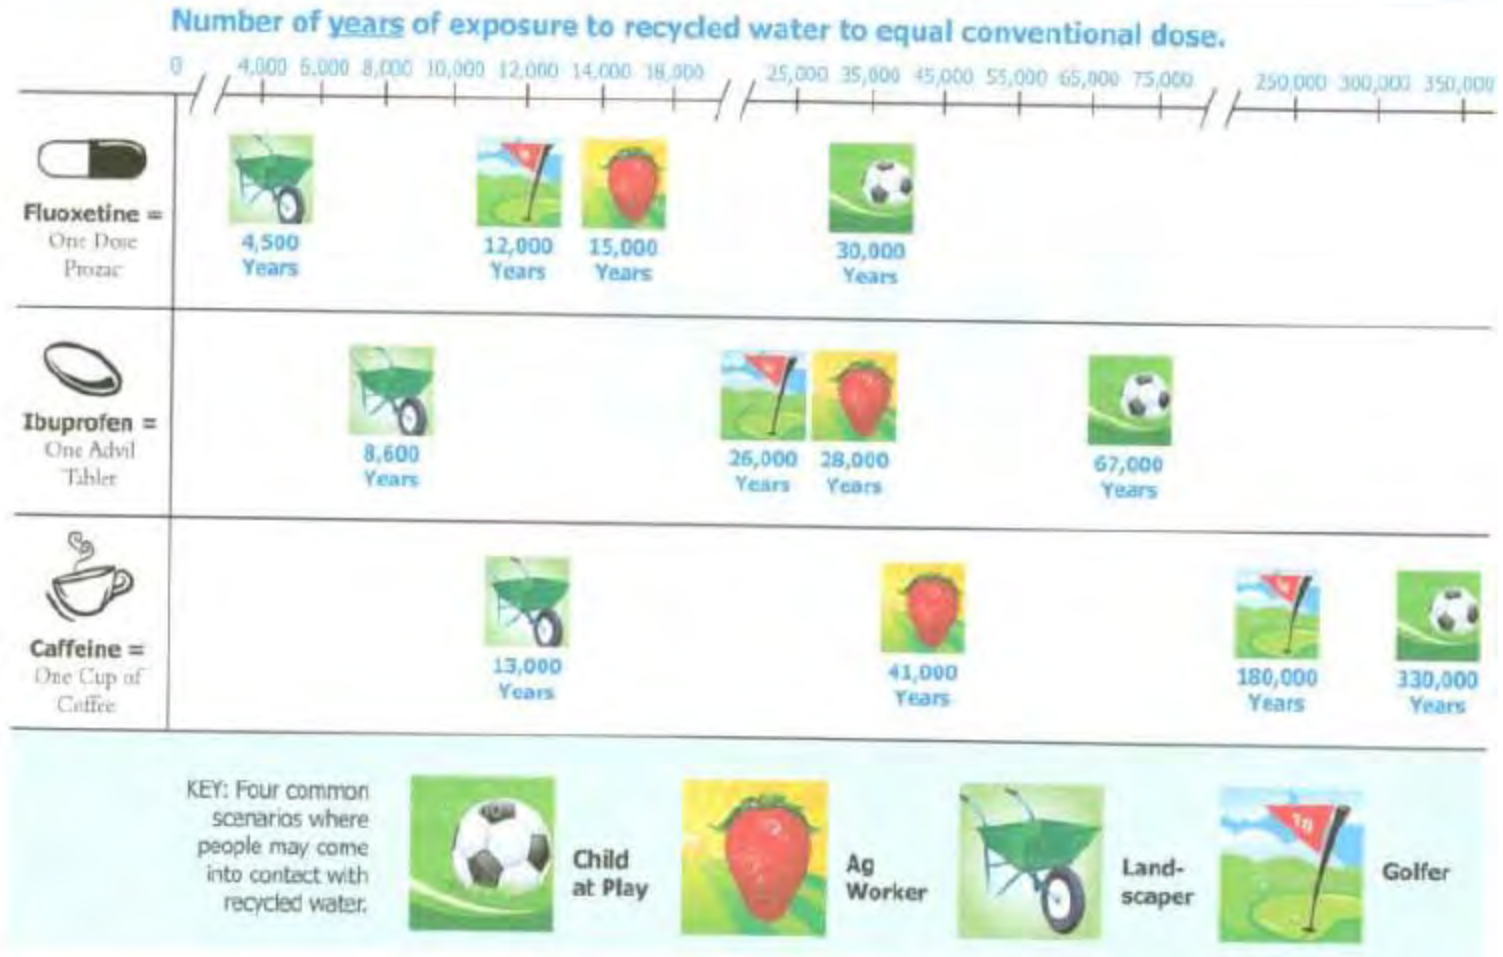 Number of years of exposure to recycled water to equal conventional dose.
0 4,000 6,000 8,000 10,000 12,000 14,000 18,000 25,000 35,000 45,000 55,000 65,000 75,000 250,000 300,000 350,000
Fluoxetine =
One Dose
Prozac
4,500
Years
12,000
Years
15,000
Years
30,000
Years
Ibuprofen =
One Advil
Tablet
8,600
Years
26,000
Years
28,000
Years
67,000
Years
Caffeine =
One Cup of
Coffee
13,000
Years
41,000
Years
180,000
Years
330,000
Years
KEY: Four common
scenarios where
people may come
into contact with
recycled water.
Child
at Play
Ag
Worker
Land-
scaper
18
Golfer